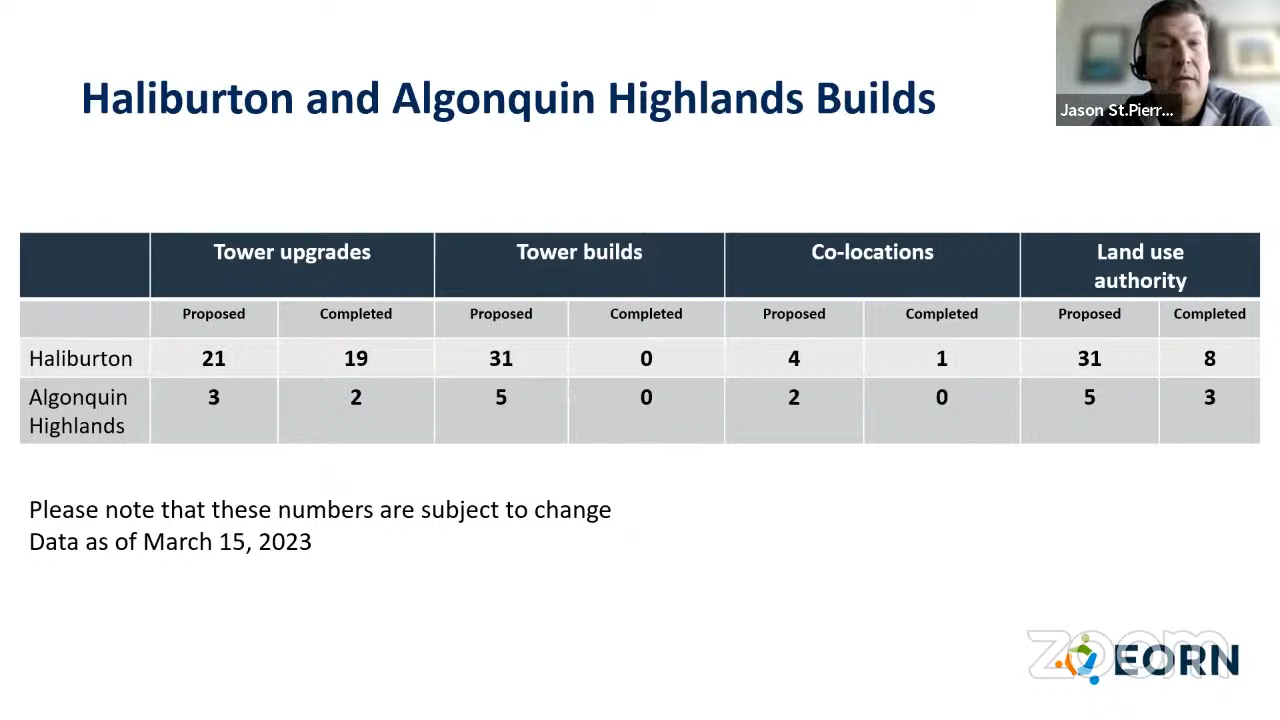 Haliburton and Algonquin Highlands Builds
Jason St.Pierr...
Tower upgrades Tower builds Co-locations Land use
authority
Proposed Completed Proposed Completed Proposed Completed Proposed Completed
Haliburton 21 19 31 0 4 1 31 8
Algonquin 3 2 5 0 2 0 5 3
Highlands
Please note that these numbers are subject to change
Data as of March 15, 2023
zoom
EORN